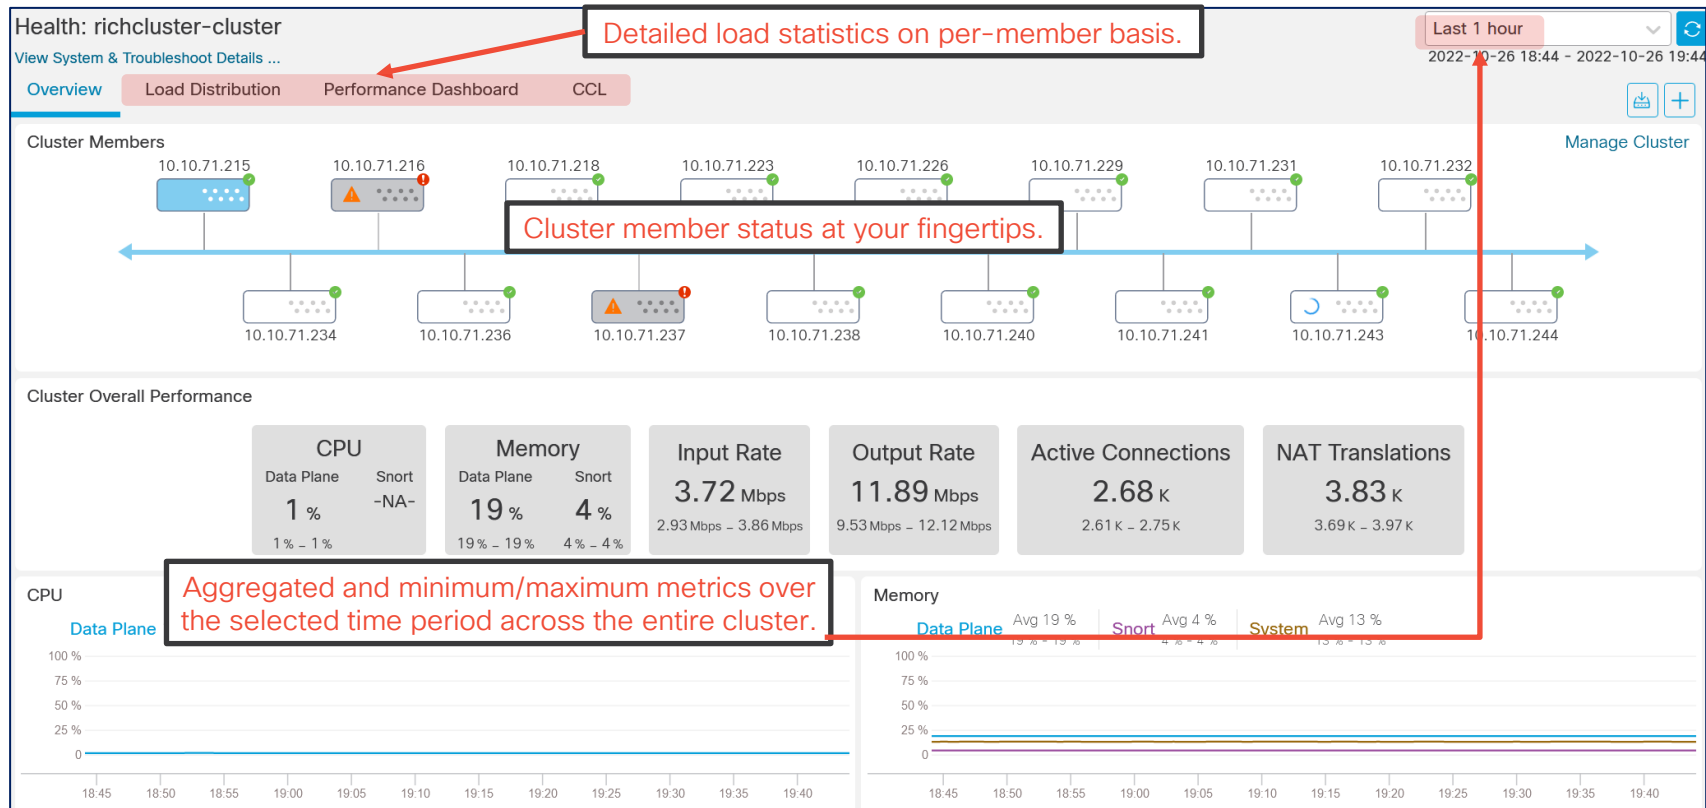 Health: richcluster-cluster
Detailed load statistics on per-member basis.
Last 1 hour
View System & Troubleshoot Details ...
2022-10-26 18:44 - 2022-10-26 19:44
Overview Load Distribution Performance Dashboard CCL
Cluster Members
Manage Cluster
10.10.71.215 10.10.71.216 10.10.71.218 10.10.71.223 10.10.71.226 10.10.71.229 10.10.71.231 10.10.71.232
Cluster member status at your fingertips.
10.10.71.234 10.10.71.236 10.10.71.237 10.10.71.238 10.10.71.240 10.10.71.241 10.10.71.243 10.10.71.244
Cluster Overall Performance
CPU
Data Plane Snort
1 % -NA-
1 % - 1 %
Memory
Data Plane Snort
19 % 4 %
19 % - 19 % 4 % - 4 %
Input Rate
3.72 Mbps
2.93 Mbps - 3.86 Mbps
Output Rate
11.89 Mbps
9.53 Mbps - 12.12 Mbps
Active Connections
2.68 K
2.61 K - 2.75 K
NAT Translations
3.83 K
3.69 K - 3.97 K
Aggregated and minimum/maximum metrics over
the selected time period across the entire cluster.
CPU
Data Plane
100 %
75 %
50 %
25 %
0
18:45 18:50 18:55 19:00 19:05 19:10 19:15 19:20 19:25 19:30 19:35 19:40
Memory
Data Plane Avg 19 % Snort Avg 4 % System Avg 13 %
19 % - 19 % 4 % - 4 % 13 % - 13 %
100 %
75 %
50 %
25 %
0
18:45 18:50 18:55 19:00 19:05 19:10 19:15 19:20 19:25 19:30 19:35 19:40